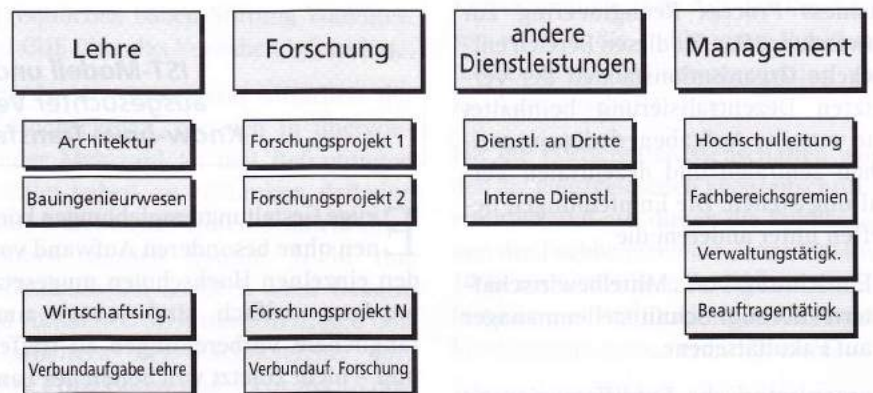 Lehre
Architektur
Bauingenieurwesen
Wirtschaftsing.
Verbundaufgabe Lehre
Forschung
Forschungsprojekt 1
Forschungsprojekt 2
Forschungsprojekt N
Verbundauf. Forschung
andere
Dienstleistungen
Dienstl. an Dritte
Interne Dienstl.
Management
Hochschulleitung
Fachbereichsgremien
Verwaltungstätigk.
Beauftragentätigk.